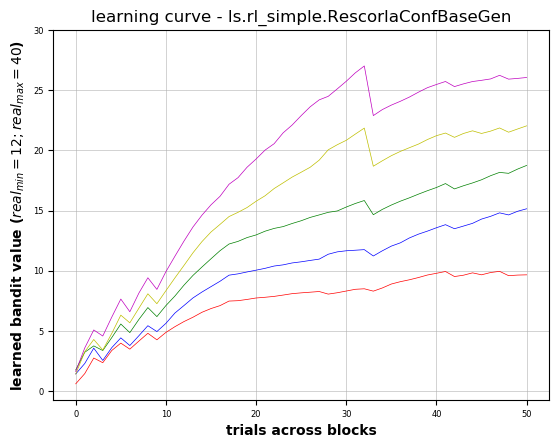 learning curve - ls.rl_simple.RescorlaConfBaseGen
learned bandit value (real_min = 12; real_max = 40)
30
25
20
15
10
5
0
0 10 20 30 40 50
trials across blocks